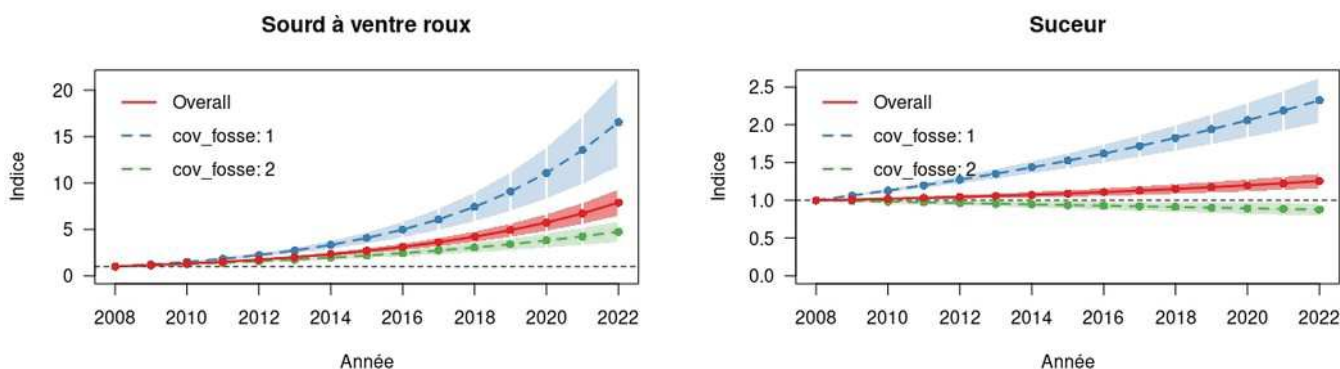 Sourd à ventre roux
Indice
20
15
10
5
0
Overall
cov_fosse: 1
cov_fosse: 2
2008 2010 2012 2014 2016 2018 2020 2022
Année
Suceur
Indice
2.5
2.0
1.5
1.0
0.5
0.0
Overall
cov_fosse: 1
cov_fosse: 2
2008 2010 2012 2014 2016 2018 2020 2022
Année